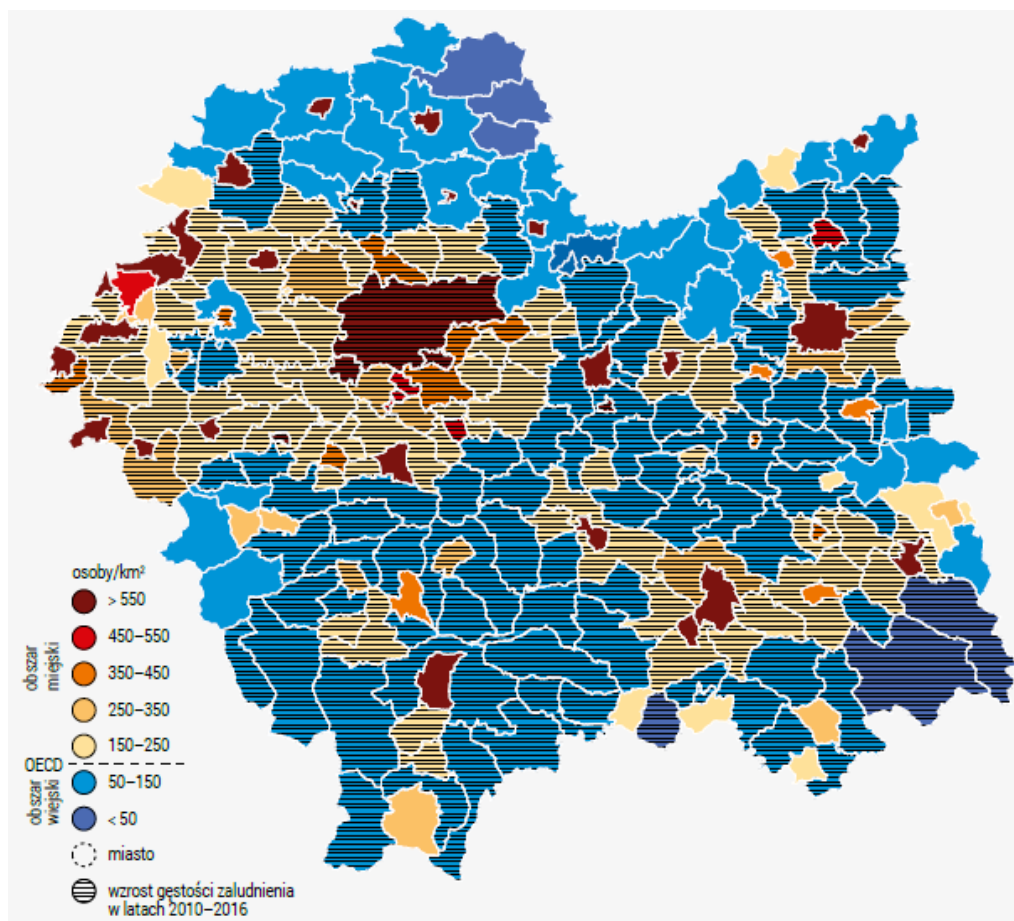 osoby/km²
> 550
450–550
350–450
250–350
150–250
OECD
50–150
< 50
miasto
wzrost gęstości zaludnienia
w latach 2010–2016
obszar
miejski
obszar
wiejski